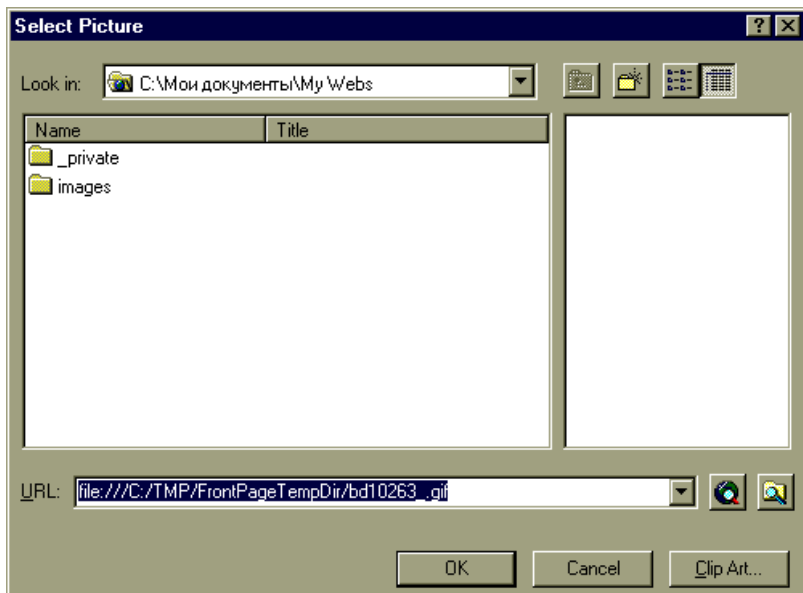 Select Picture
Look in: C:\Мои документы\My Webs
Name Title
_private
images
URL: file:///C:/TMP/FrontPageTempDir/bd10263_.gif
OK Cancel Clip Art...